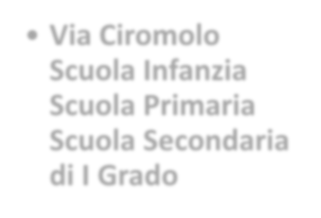 • Via Ciromolo
Scuola Infanzia
Scuola Primaria
Scuola Secondaria
di I Grado